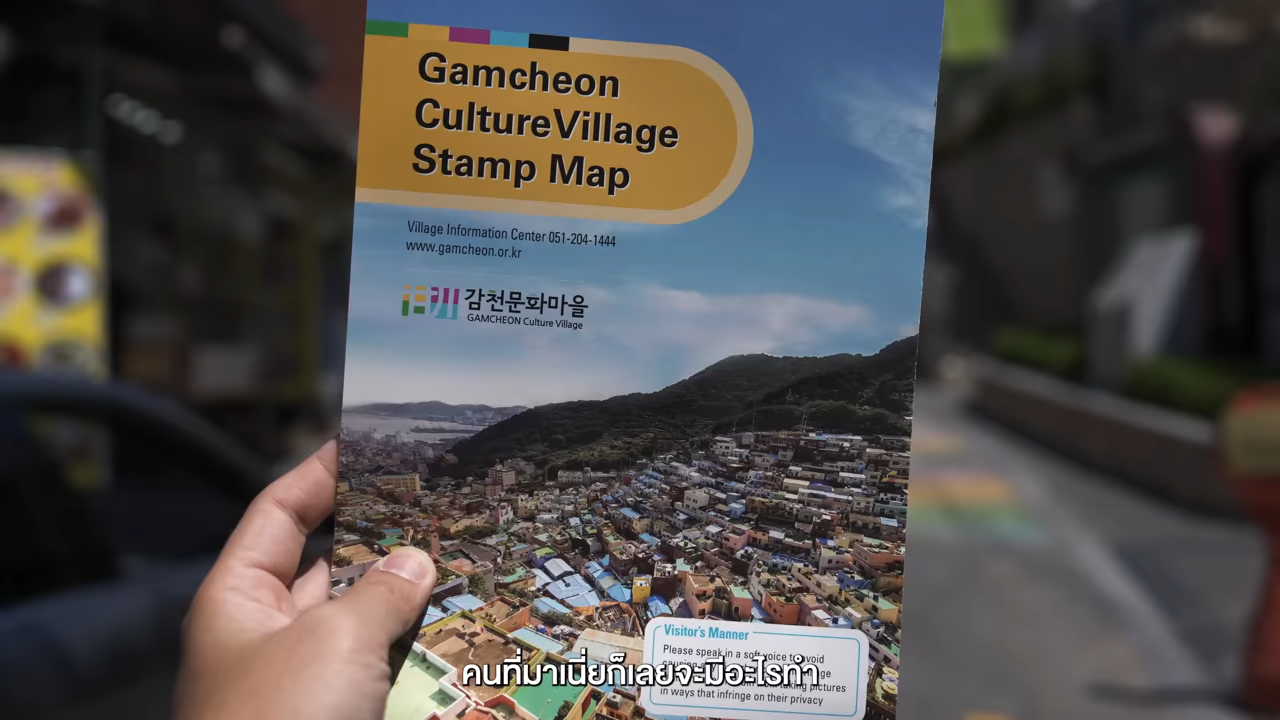 Gamcheon
CultureVillage
Stamp Map
Village Information Center 051-204-1444
www.gamcheon.or.kr
감천문화마을
GAMCHEON Culture Village
Visitor's Manner
Please speak in a soft voice to avoid
causing
taking pictures
in ways that infringe on their privacy
คนที่มาเนี่ยก็เลยจะมีอะไรทำ